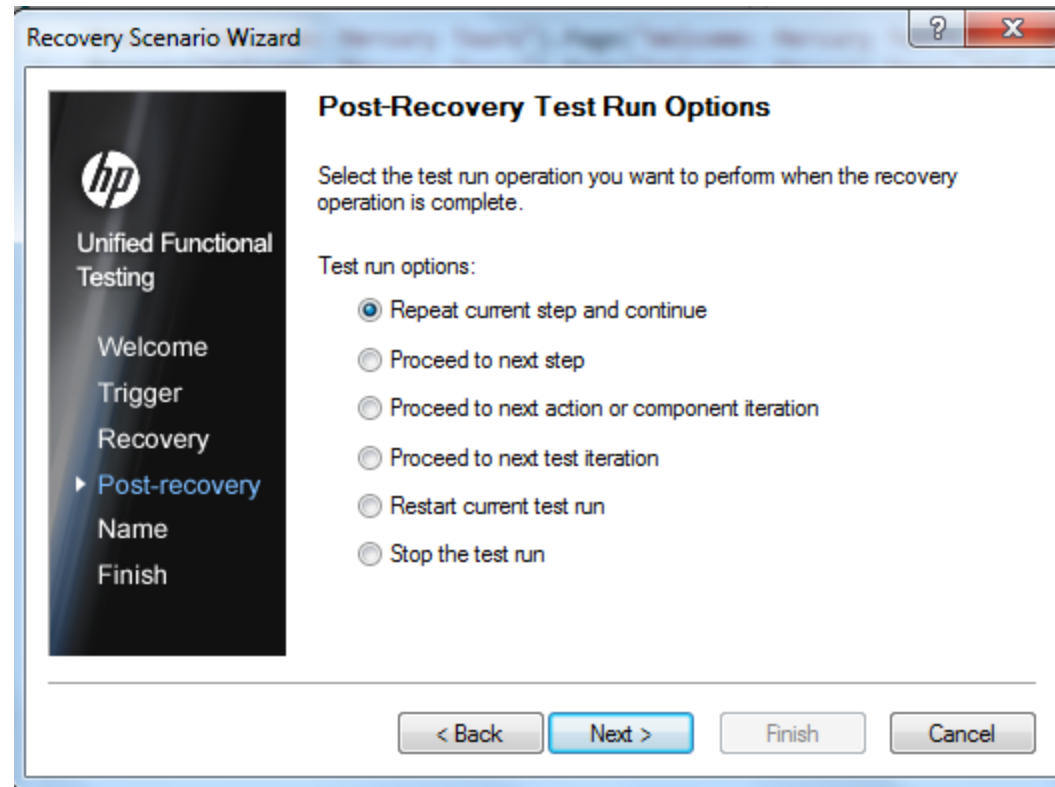 Recovery Scenario Wizard
?
X
hp
Unified Functional
Testing
Welcome
Trigger
Recovery
Post-recovery
Name
Finish
Post-Recovery Test Run Options
Select the test run operation you want to perform when the recovery
operation is complete.
Test run options:
Repeat current step and continue
Proceed to next step
Proceed to next action or component iteration
Proceed to next test iteration
Restart current test run
Stop the test run
< Back
Next >
Finish
Cancel